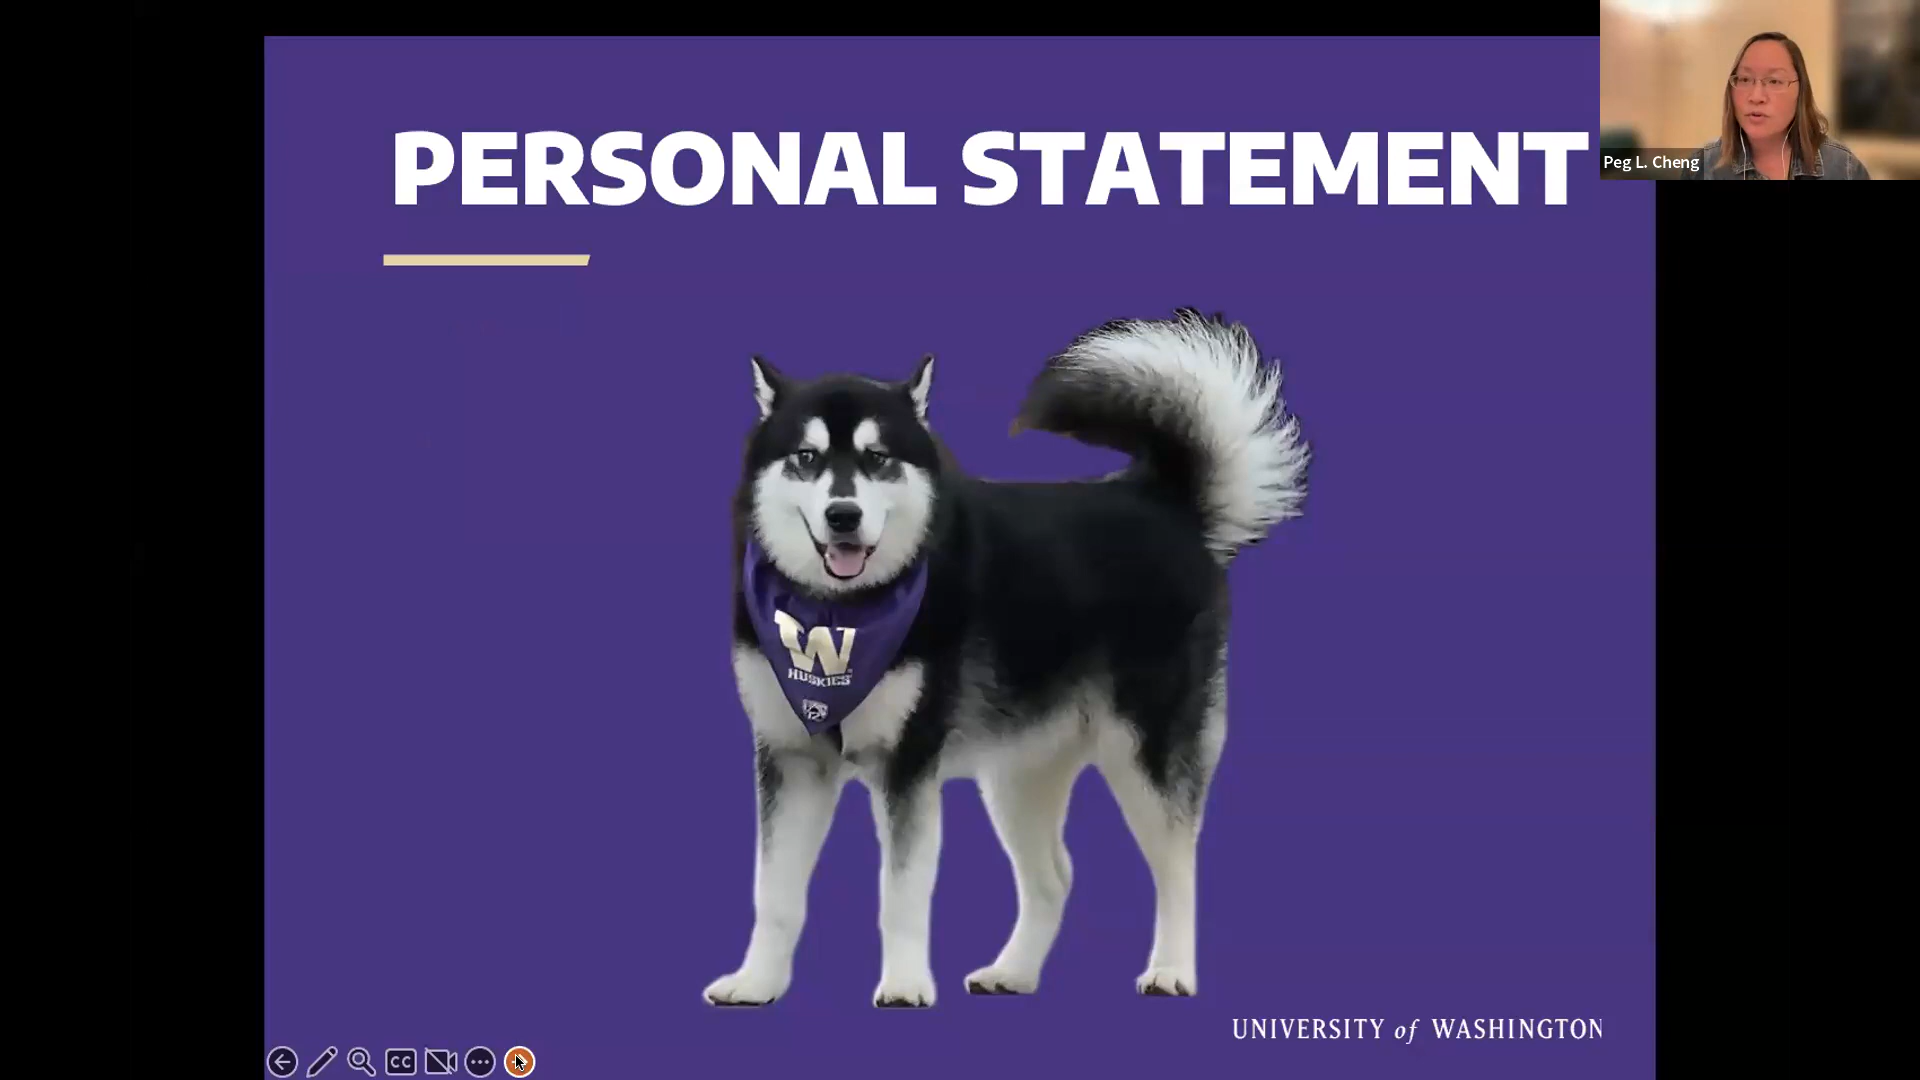 PERSONAL STATEMENT
Peg L. Cheng
W
HUSKIES
UNIVERSITY of WASHINGTON
CC